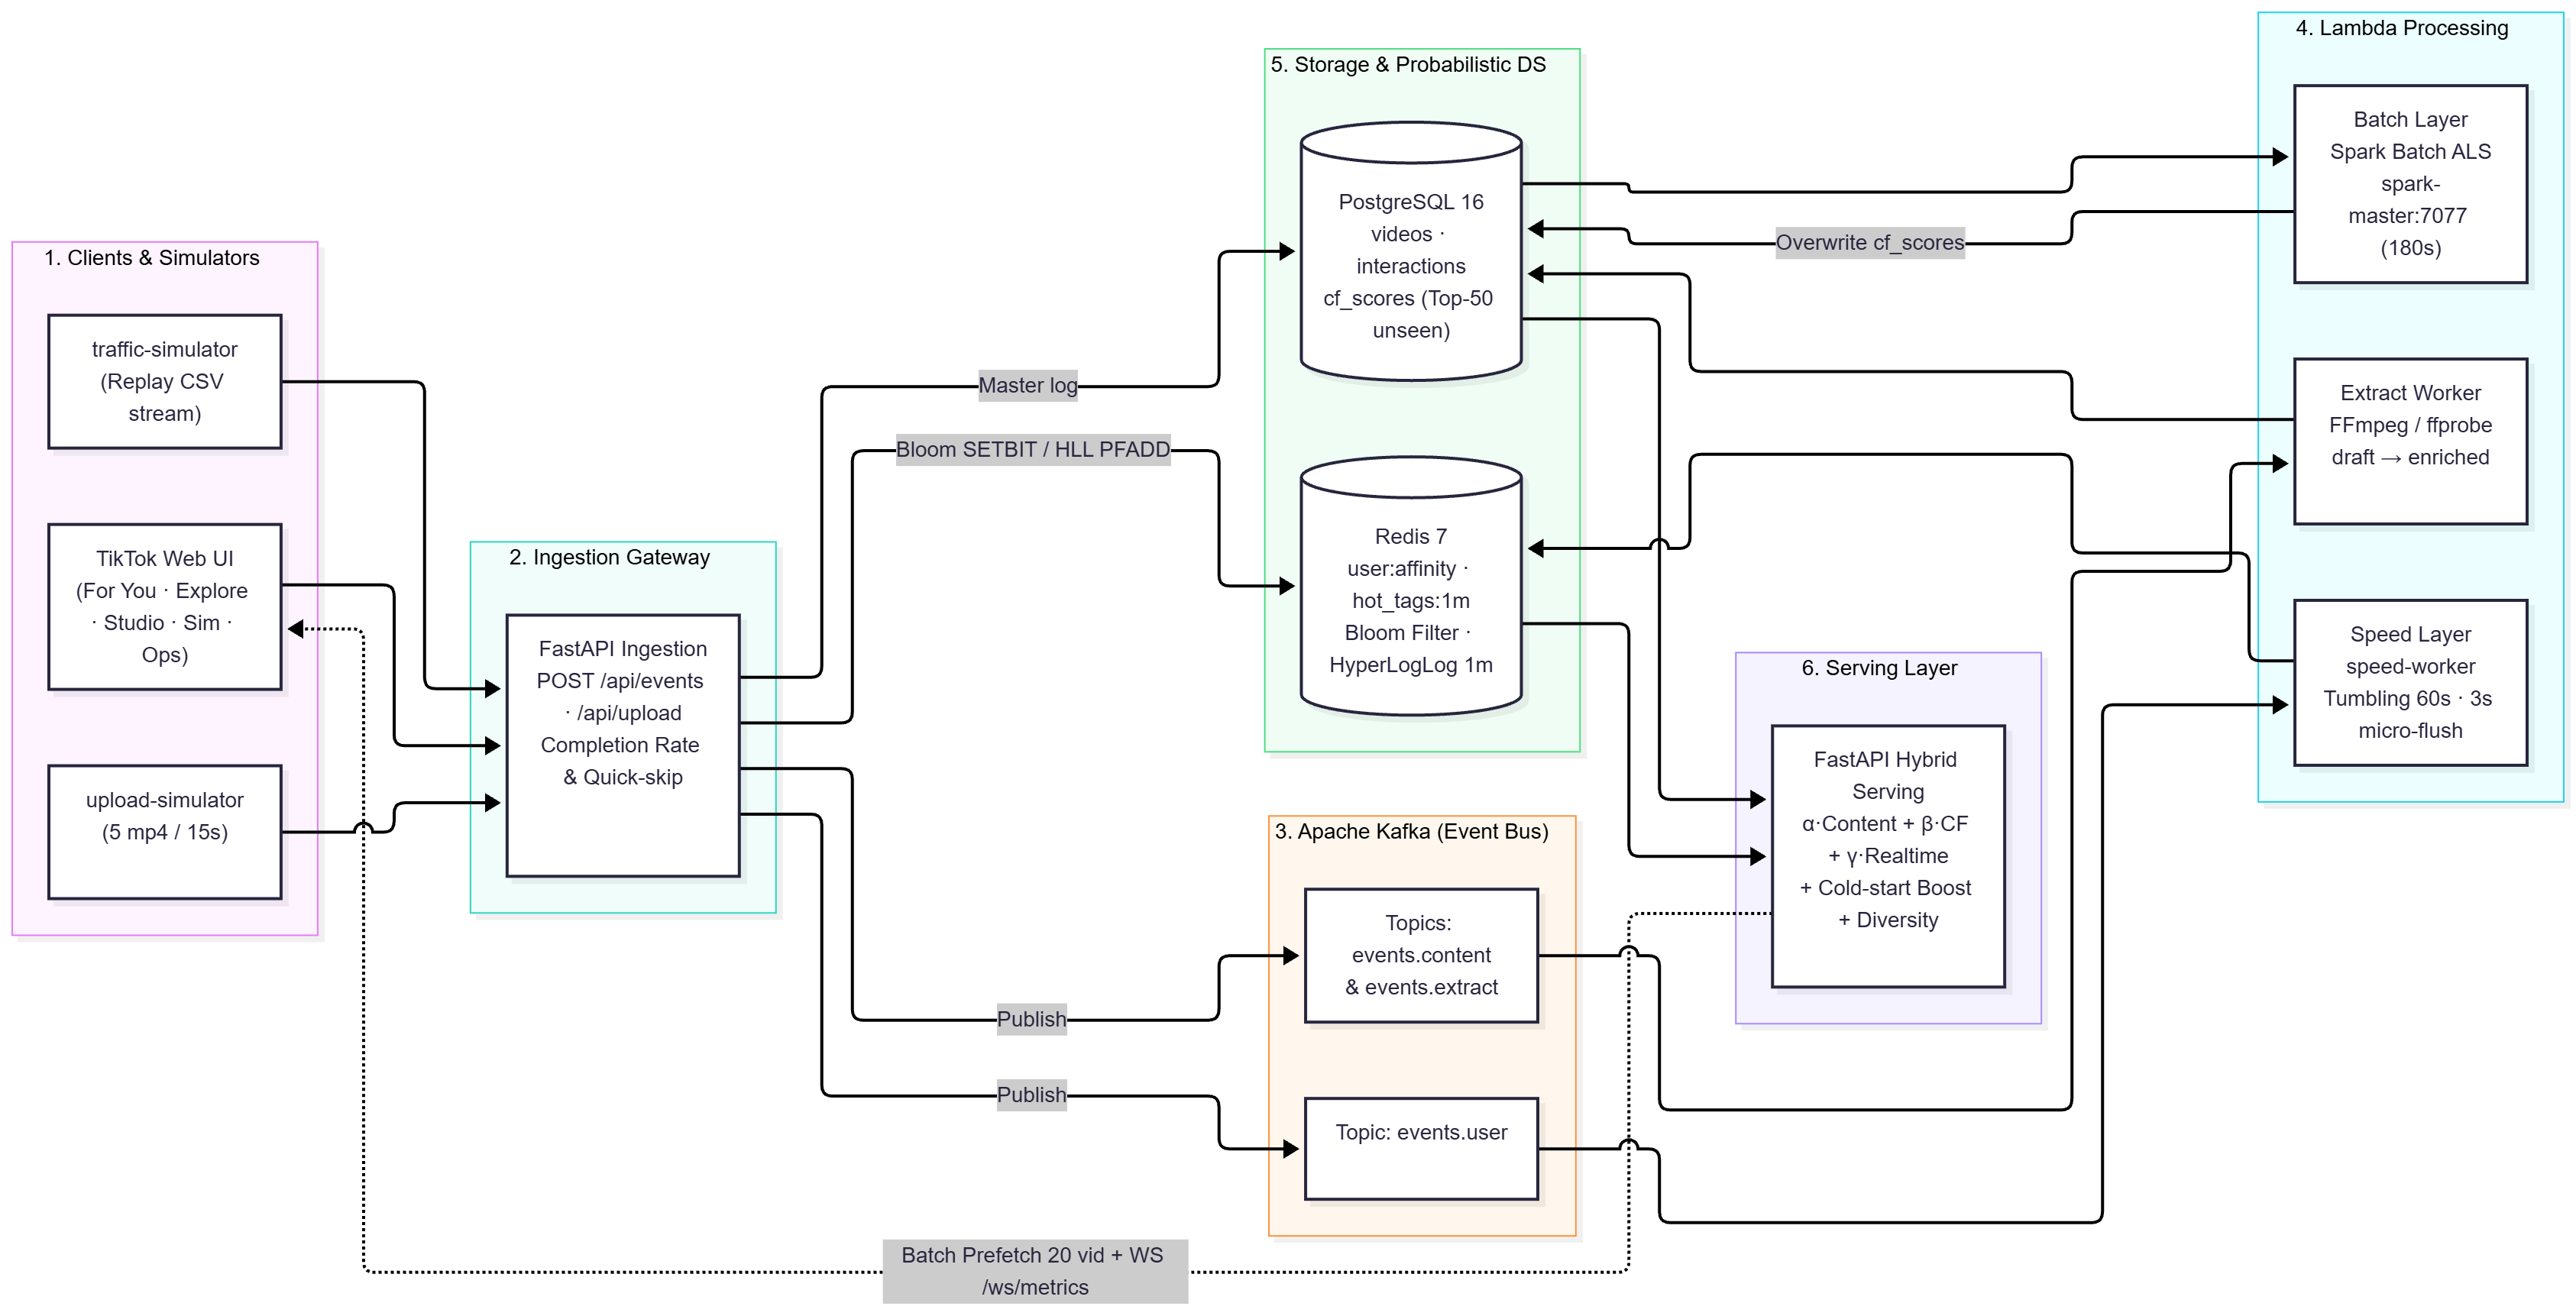 1. Clients & Simulators
traffic-simulator
(Replay CSV
stream)
TikTok Web UI
(For You · Explore
· Studio · Sim ·
Ops)
upload-simulator
(5 mp4 / 15s)
2. Ingestion Gateway
FastAPI Ingestion
POST /api/events
· /api/upload
Completion Rate
& Quick-skip
Master log
Bloom SETBIT / HLL PFADD
Publish
Publish
Batch Prefetch 20 vid + WS
/ws/metrics
5. Storage & Probabilistic DS
PostgreSQL 16
videos ·
interactions
cf_scores (Top-50
unseen)
Redis 7
user:affinity ·
hot_tags:1m
Bloom Filter ·
HyperLogLog 1m
3. Apache Kafka (Event Bus)
Topics:
events.content
& events.extract
Topic: events.user
Overwrite cf_scores
6. Serving Layer
FastAPI Hybrid
Serving
α·Content + β·CF
+ γ·Realtime
+ Cold-start Boost
+ Diversity
4. Lambda Processing
Batch Layer
Spark Batch ALS
spark-
master:7077
(180s)
Extract Worker
FFmpeg / ffprobe
draft → enriched
Speed Layer
speed-worker
Tumbling 60s · 3s
micro-flush